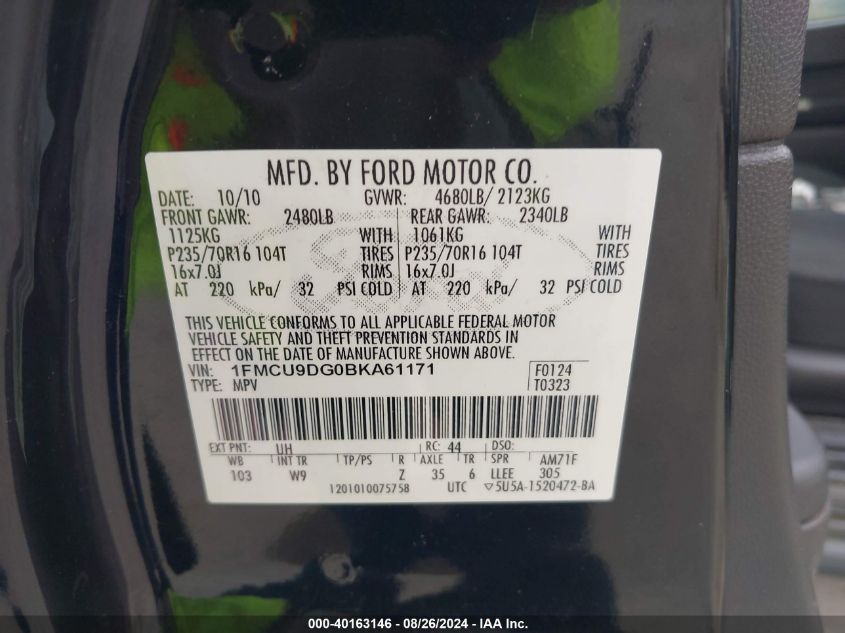 MFD. BY FORD MOTOR CO.
DATE: 10/10 GVWR: 4680LB/ 2123KG
FRONT GAWR: 2480LB REAR GAWR: 2340LB
1125KG WITH 1061KG WITH
P235/70R16 104T TIRES P235/70R16 104T TIRES
16x7.0J RIMS 16x7.0J RIMS
AT 220 kPa/ 32 PSI COLD AT 220 kPa/ 32 PSI COLD
THIS VEHICLE CONFORMS TO ALL APPLICABLE FEDERAL MOTOR
VEHICLE SAFETY AND THEFT PREVENTION STANDARDS IN
EFFECT ON THE DATE OF MANUFACTURE SHOWN ABOVE.
VIN: 1FMCU9DG0BKA61171 F0124
TYPE: MPV T0323
EXT PNT: UH RC: 44 DSO:
WB INT TR TP/PS R AXLE TR SPR AM71F
103 W9 Z 35 6 LLEE 305
1201010075758 UTC ▽5U5A-1520472-BA
000-40163146 - 08/26/2024 - IAA Inc.